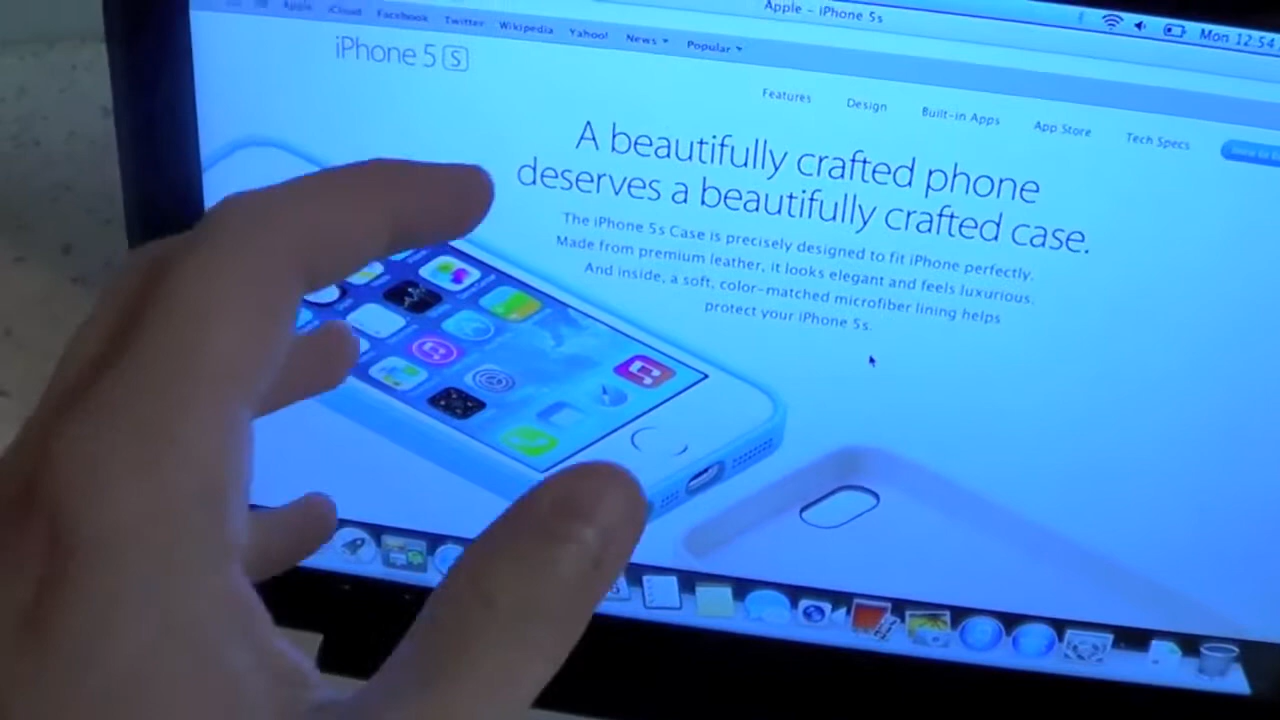 Apple – iPhone 5s
Mon 12:54
Apple iCloud Facebook Twitter Wikipedia Yahoo! News Popular
iPhone 5 S
Features Design Built-in Apps App Store Tech Specs
A beautifully crafted phone
deserves a beautifully crafted case.
The iPhone 5s Case is precisely designed to fit iPhone perfectly.
Made from premium leather, it looks elegant and feels luxurious.
And inside, a soft, color-matched microfiber lining helps
protect your iPhone 5s.